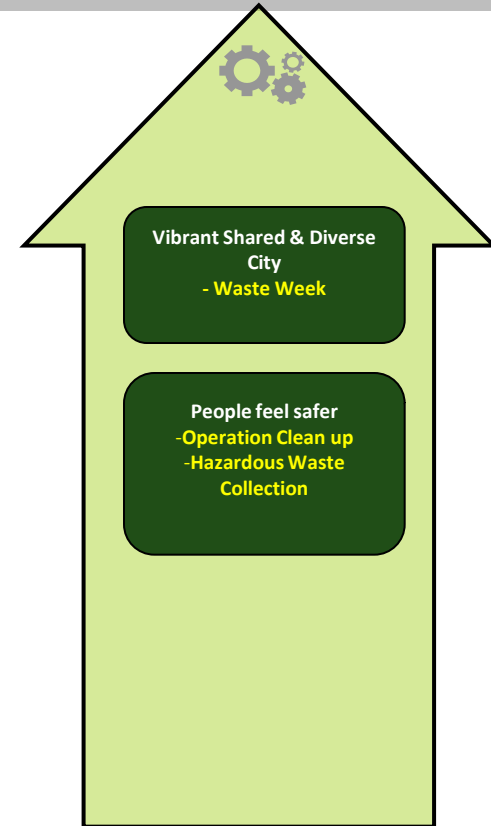 Vibrant Shared & Diverse
City
- Waste Week
People feel safer
-Operation Clean up
-Hazardous Waste
Collection